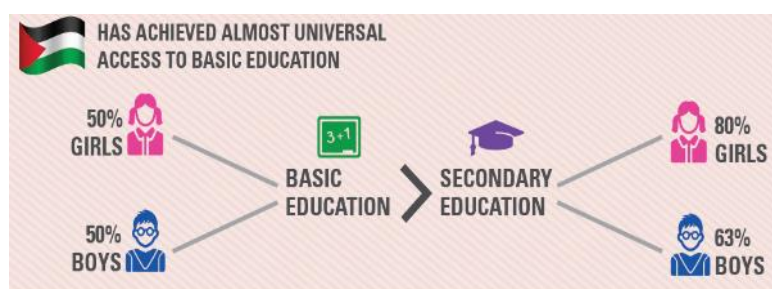 HAS ACHIEVED ALMOST UNIVERSAL
ACCESS TO BASIC EDUCATION
50%
GIRLS
50%
BOYS
3+1
BASIC
EDUCATION
SECONDARY
EDUCATION
80%
GIRLS
63%
BOYS